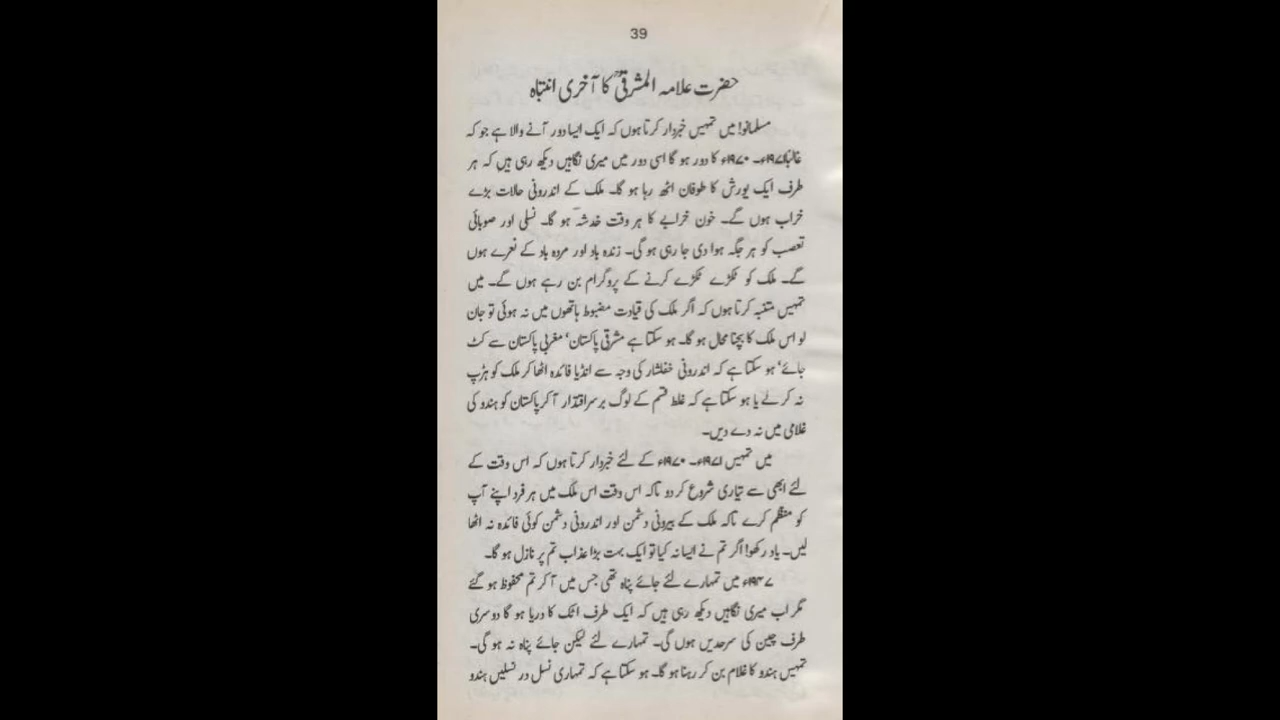 39
حضرت علامہ المشرقیؒ کا آخری انتباہ
مسلمانو! میں تمہیں خبردار کرتا ہوں کہ ایک ایسا دور آنے والا ہے جو کہ
غالباً ۱۹۷۱ء۔ ۱۹۷۰ء کا دور ہو گا اسی دور میں میری نگاہیں دیکھ رہی ہیں کہ ہر
طرف ایک یورش کا طوفان اٹھ رہا ہو گا۔ ملک کے اندرونی حالات بڑے
خراب ہوں گے۔ خون خرابے کا ہر وقت خدشہ ہو گا۔ نسلی اور صوبائی
تعصب کو ہر جگہ ہوا دی جا رہی ہو گی۔ زندہ باد اور مردہ باد کے نعرے ہوں
گے۔ ملک کو ٹکڑے ٹکڑے کرنے کے پروگرام بن رہے ہوں گے۔ میں
تمہیں متنبہ کرتا ہوں کہ اگر ملک کی قیادت مضبوط ہاتھوں میں نہ ہوئی تو جان
لو اس ملک کا بچنا محال ہو گا۔ ہو سکتا ہے مشرقی پاکستان‘ مغربی پاکستان سے کٹ
جائے‘ ہو سکتا ہے کہ اندرونی خلفشار کی وجہ سے انڈیا فائدہ اٹھا کر ملک کو ہڑپ
نہ کر لے یا ہو سکتا ہے کہ غلط قسم کے لوگ برسراقتدار آ کر پاکستان کو ہندو کی
غلامی میں نہ دے دیں۔
میں تمہیں ۱۹۷۱ء۔ ۱۹۷۰ء کے لئے خبردار کرتا ہوں کہ اس وقت کے
لئے ابھی سے تیاری شروع کر دو تاکہ اس وقت اس ملک میں ہر فرد اپنے آپ
کو منظم کرے تاکہ ملک کے بیرونی دشمن اور اندرونی دشمن کوئی فائدہ نہ اٹھا
لیں۔ یاد رکھو! اگر تم نے ایسا نہ کیا تو ایک بہت بڑا عذاب تم پر نازل ہو گا۔
۱۹۴۷ء میں تمہارے لئے جائے پناہ تھی جس میں آ کر تم محفوظ ہو گئے
مگر اب میری نگاہیں دیکھ رہی ہیں کہ ایک طرف اٹک کا دریا ہو گا دوسری
طرف چین کی سرحدیں ہوں گی۔ تمہارے لئے لیکن جائے پناہ نہ ہو گی۔
تمہیں ہندو کا غلام بن کر رہنا ہو گا۔ ہو سکتا ہے کہ تمہاری نسل در نسلیں ہندو